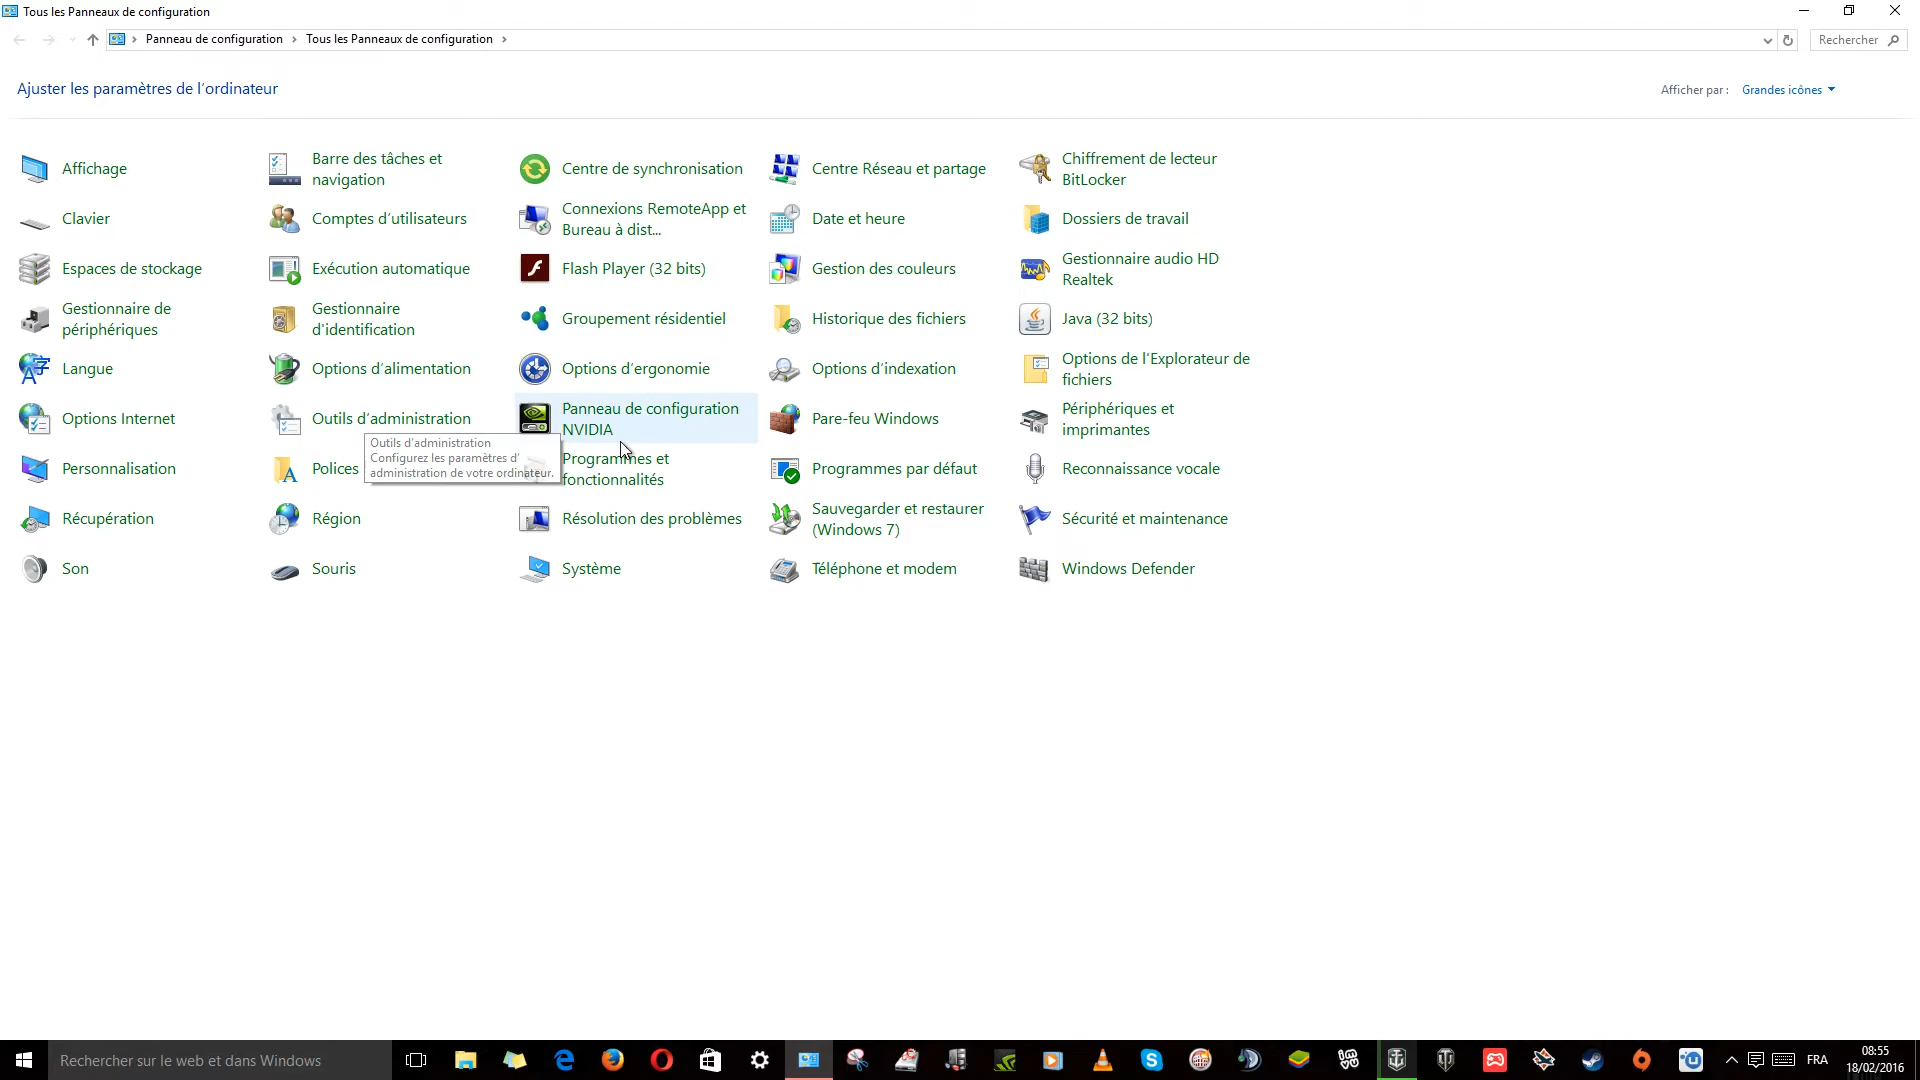 Tous les Panneaux de configuration
Panneau de configuration
Tous les Panneaux de configuration
Rechercher
Ajuster les paramètres de l'ordinateur
Afficher par :
Grandes icônes
Affichage
Barre des tâches et
navigation
Centre de synchronisation
Centre Réseau et partage
Chiffrement de lecteur
BitLocker
Clavier
Comptes d'utilisateurs
Connexions RemoteApp et
Bureau à dist...
Date et heure
Dossiers de travail
Espaces de stockage
Exécution automatique
Flash Player (32 bits)
Gestion des couleurs
Gestionnaire audio HD
Realtek
Gestionnaire de
périphériques
Gestionnaire
d'identification
Groupement résidentiel
Historique des fichiers
Java (32 bits)
Langue
Options d'alimentation
Options d'ergonomie
Options d'indexation
Options de l'Explorateur de
fichiers
Options Internet
Outils d'administration
Panneau de configuration
NVIDIA
Pare-feu Windows
Périphériques et
imprimantes
Outils d'administration
Configurez les paramètres d'
administration de votre ordinateur.
Personnalisation
Polices
Programmes et
fonctionnalités
Programmes par défaut
Reconnaissance vocale
Récupération
Région
Résolution des problèmes
Sauvegarder et restaurer
(Windows 7)
Sécurité et maintenance
Son
Souris
Système
Téléphone et modem
Windows Defender
Rechercher sur le web et dans Windows
FRA
08:55
18/02/2016